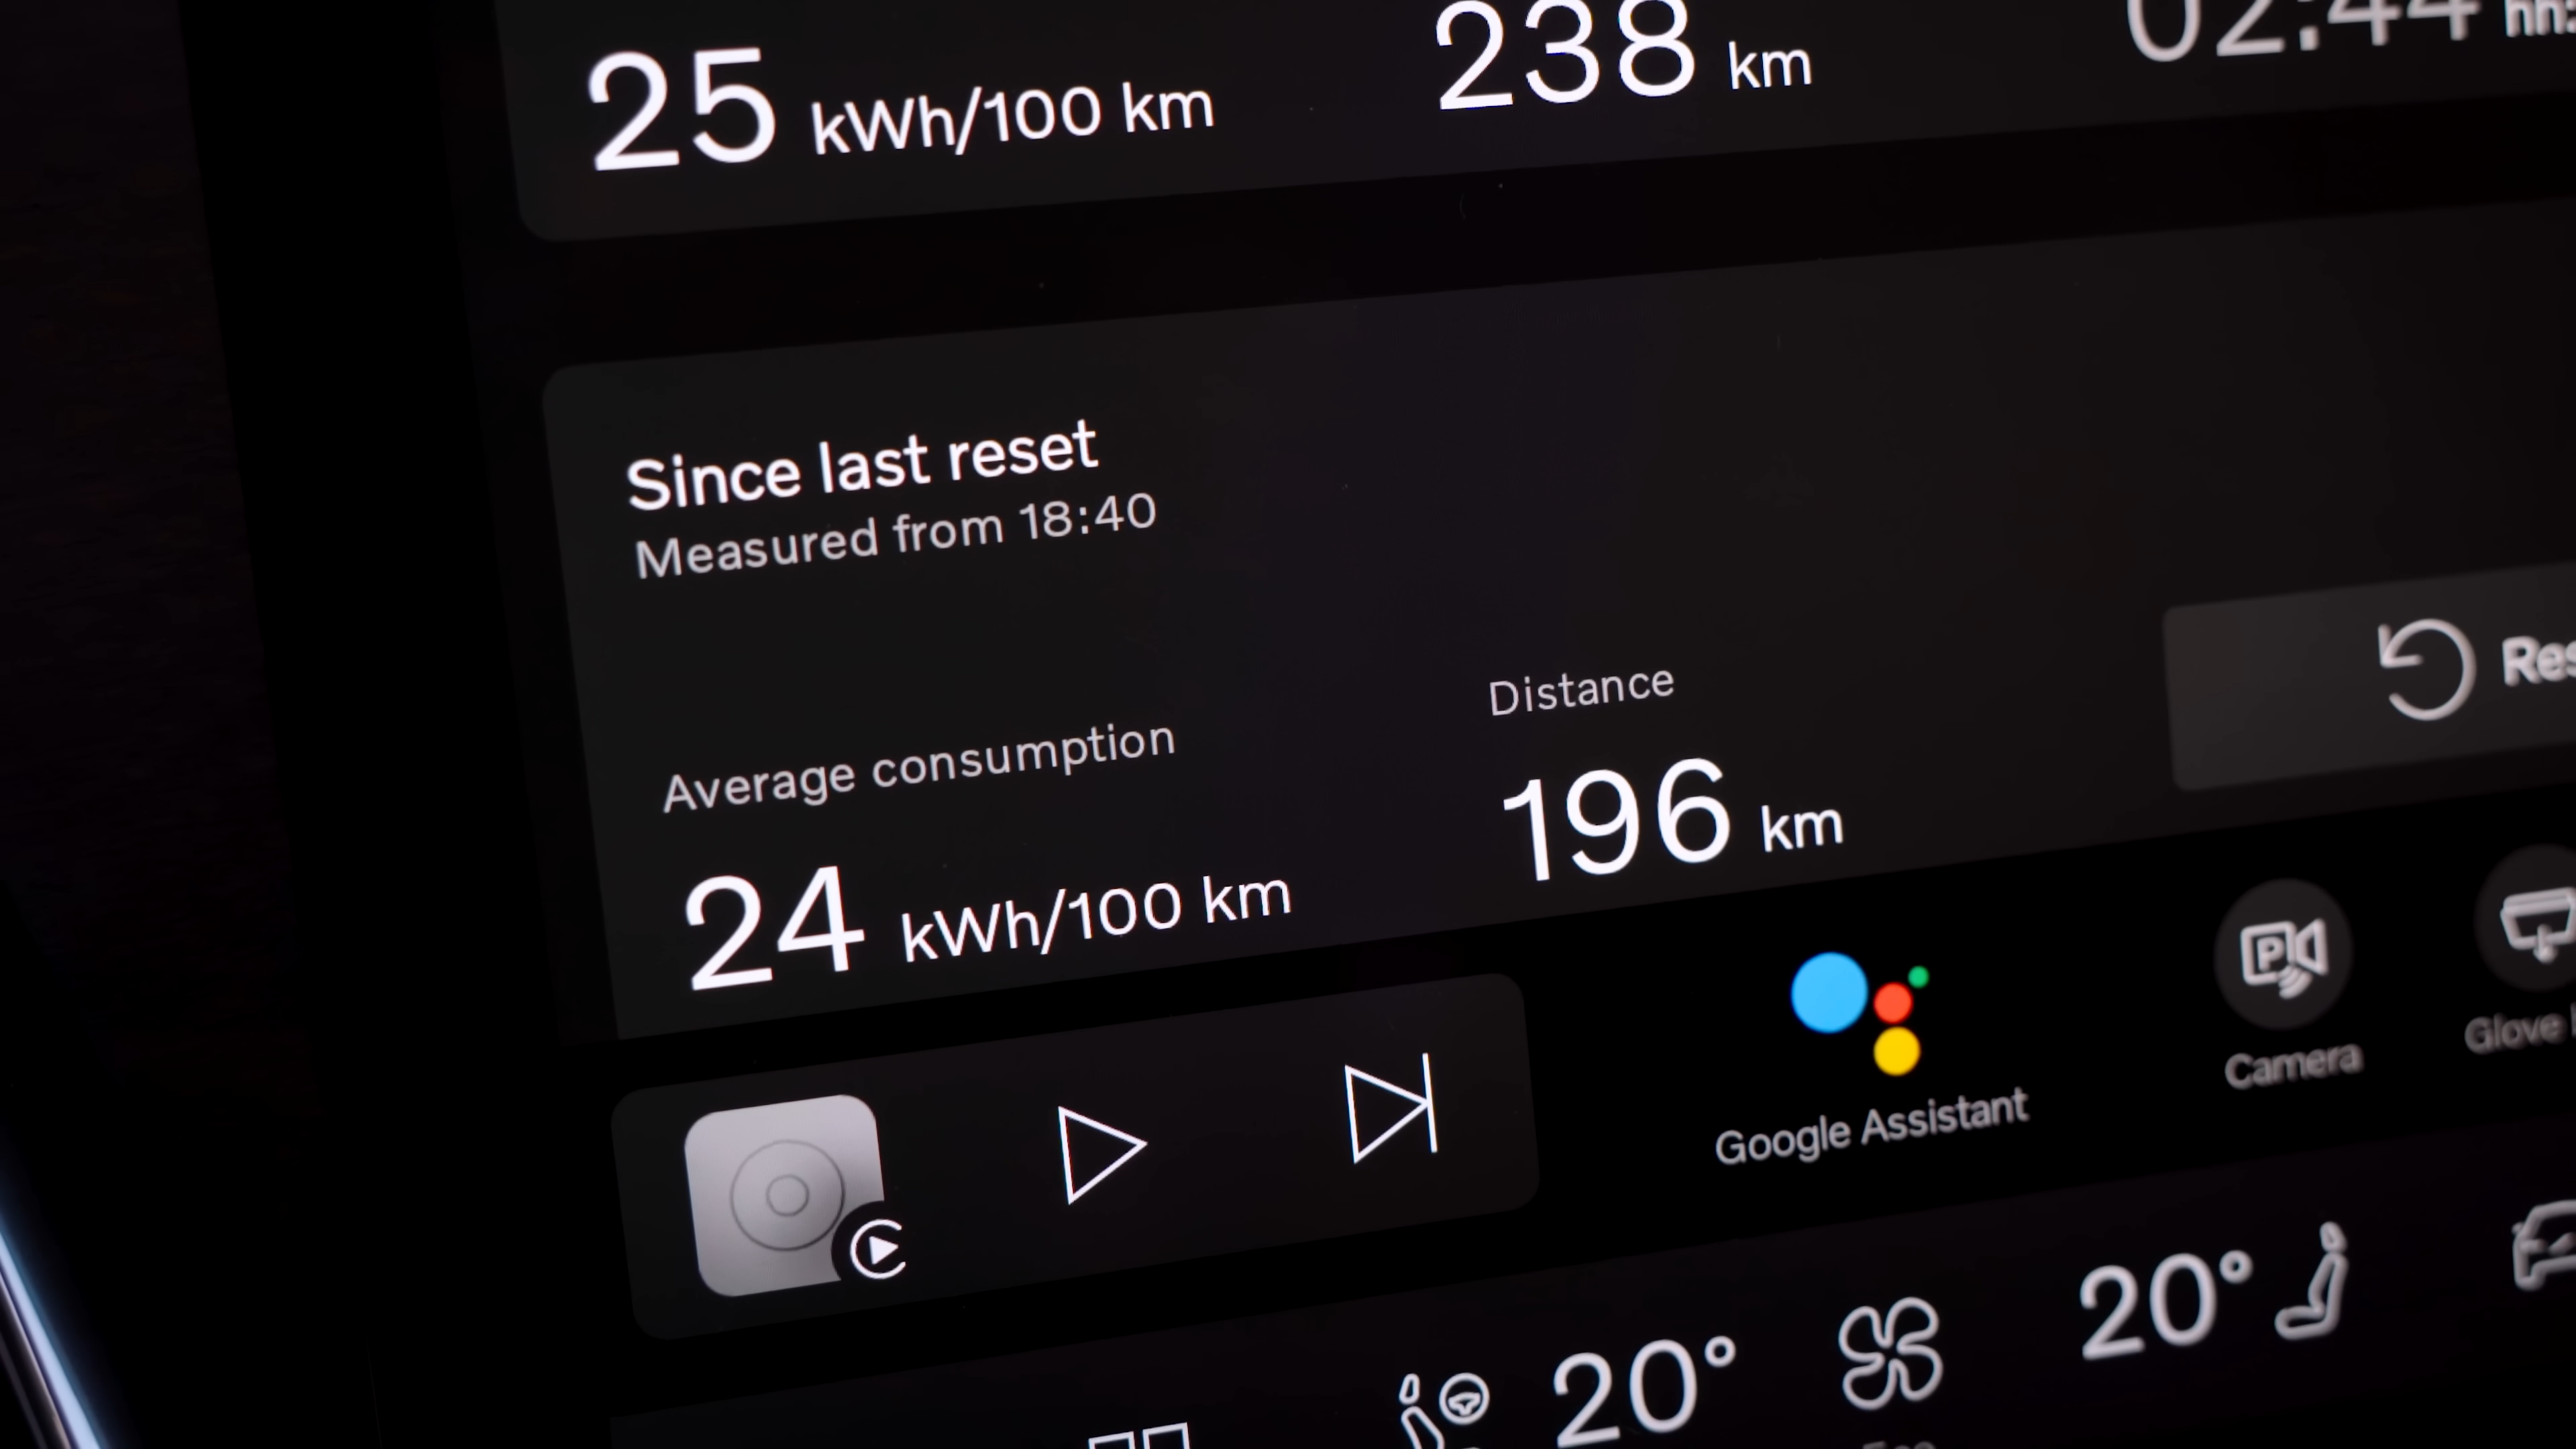 25 kWh/100 km 238 km 02:44
Since last reset
Measured from 18:40
Average consumption Distance
24 kWh/100 km 196 km
Google Assistant
Camera
Glove
20° 20°